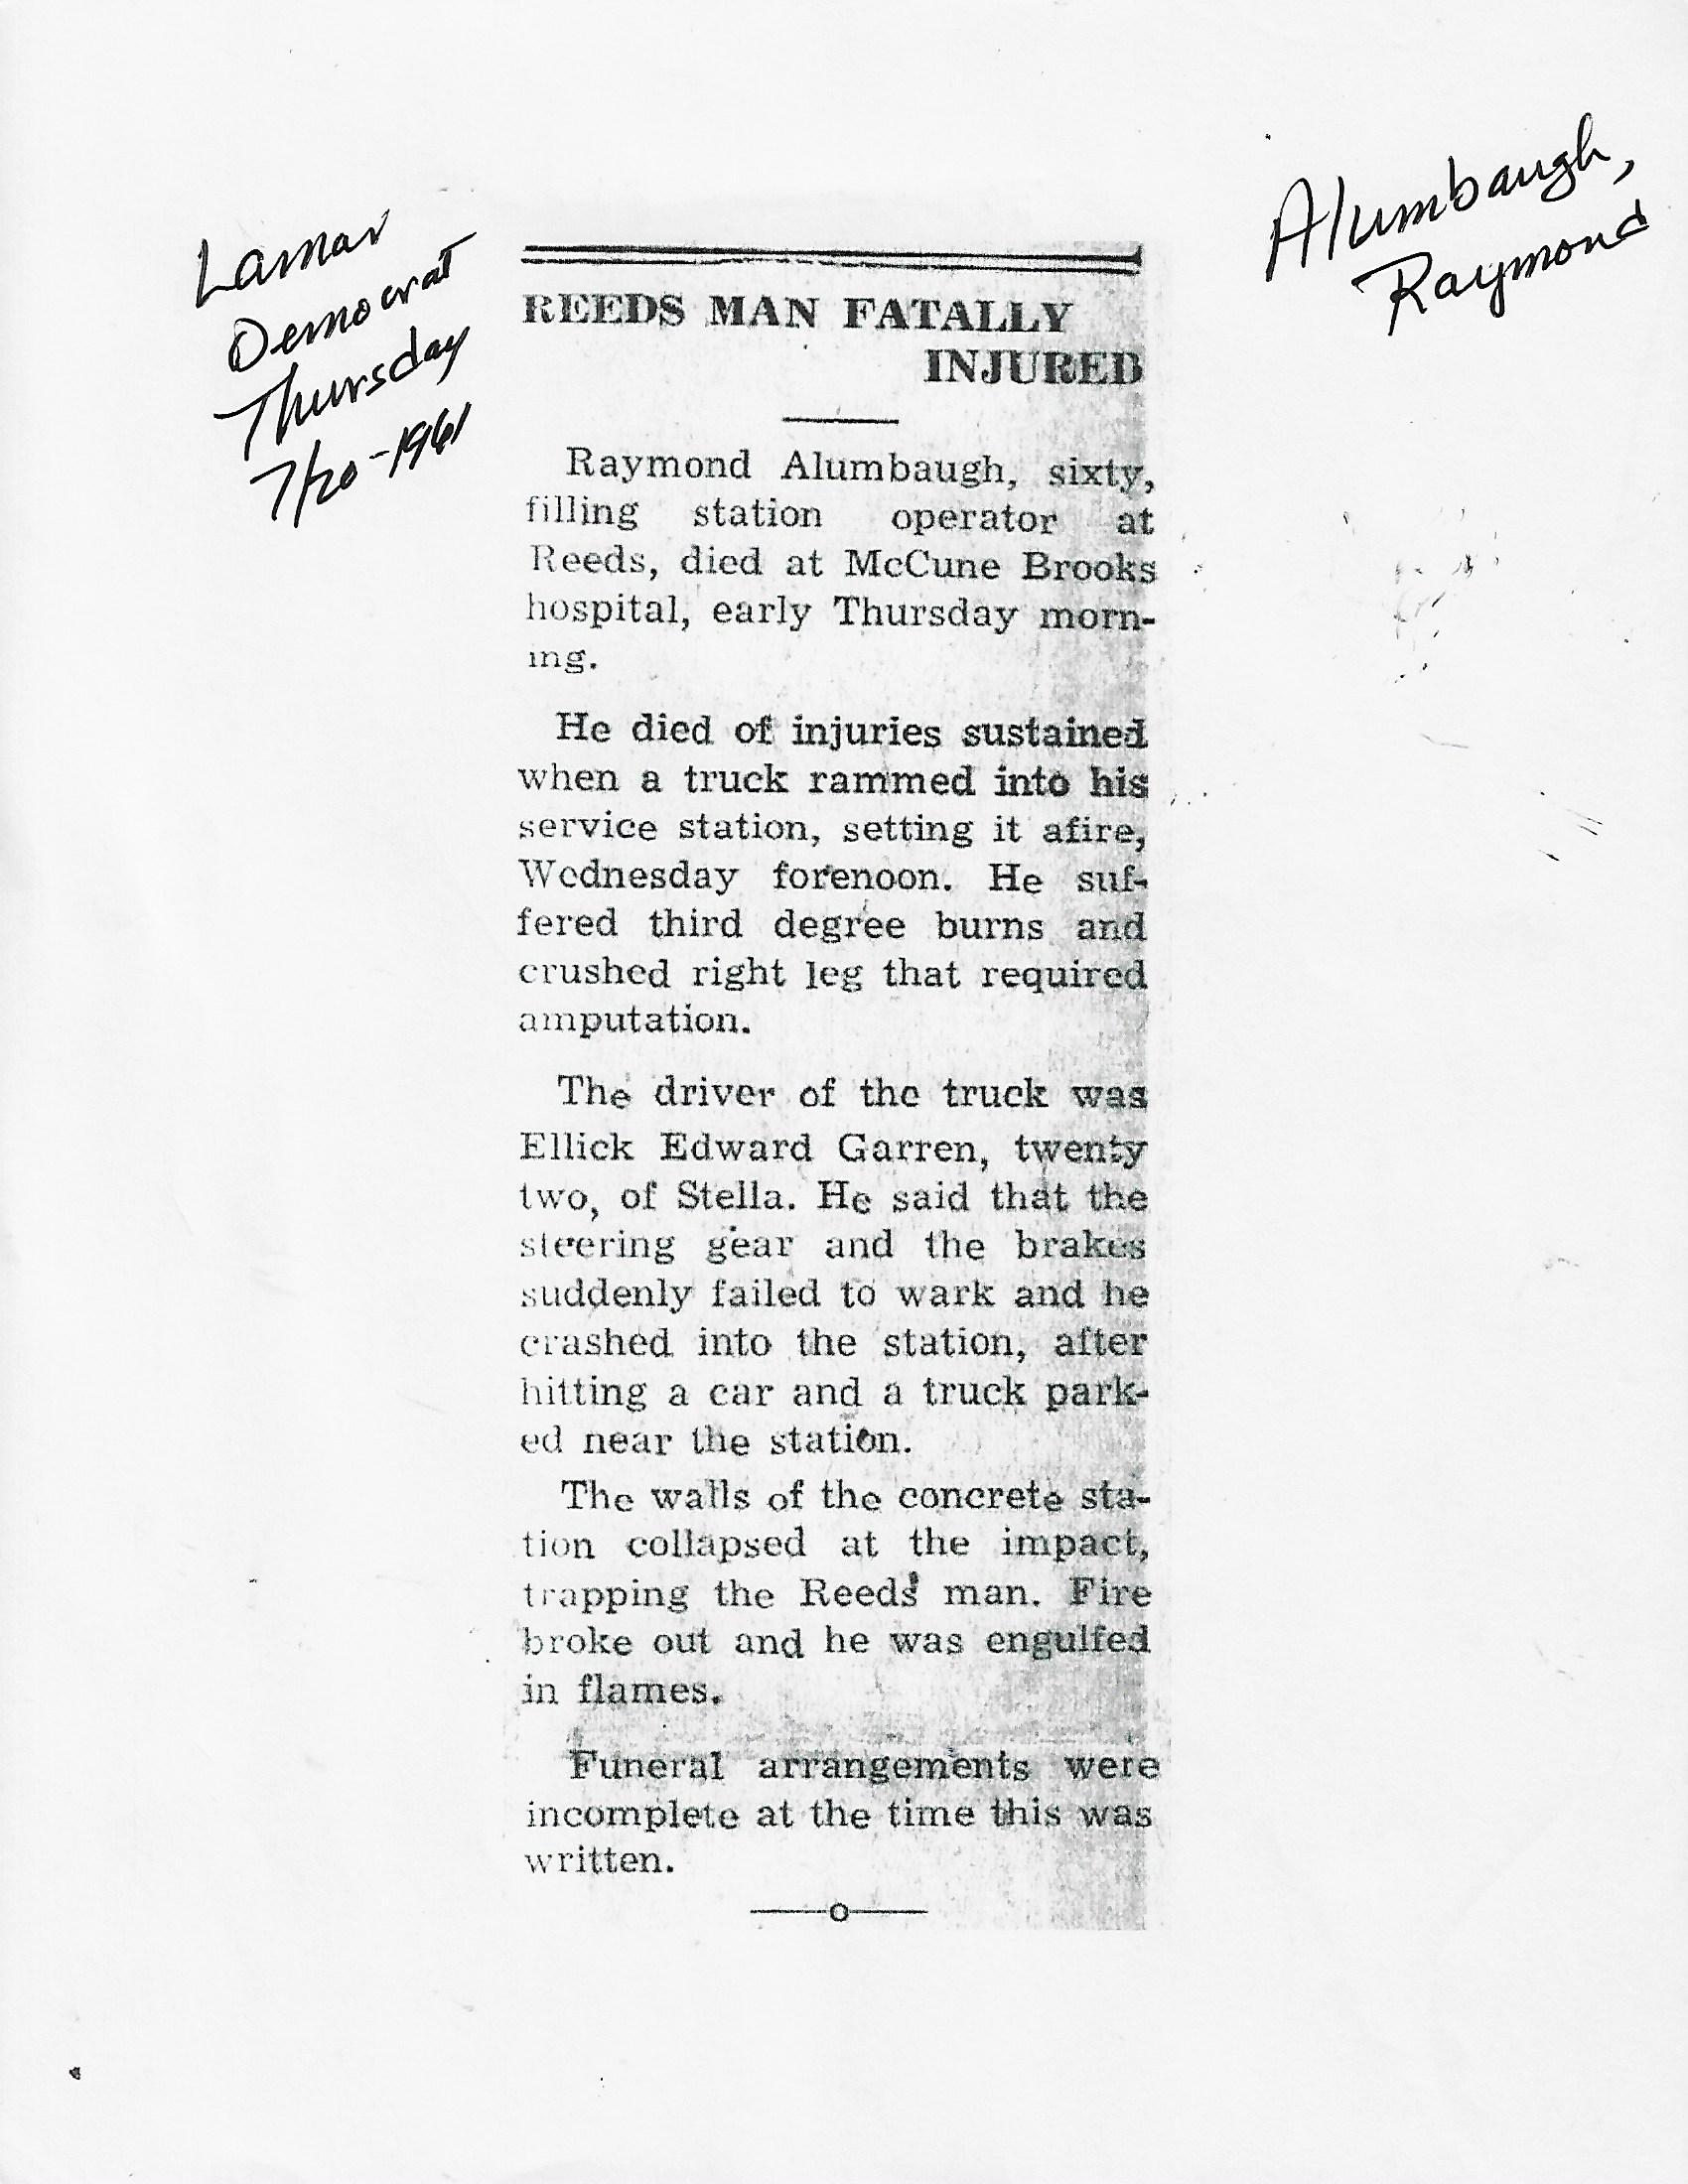 Lamar
Democrat
Thursday
7/20-1961
Alumbaugh,
Raymond
REEDS MAN FATALLY
INJURED
Raymond Alumbaugh, sixty,
filling station operator at
Reeds, died at McCune Brooks
hospital, early Thursday morn-
ing.
He died of injuries sustained
when a truck rammed into his
service station, setting it afire,
Wednesday forenoon. He suf-
fered third degree burns and
crushed right leg that required
amputation.
The driver of the truck was
Ellick Edward Garren, twenty
two, of Stella. He said that the
steering gear and the brakes
suddenly failed to wark and he
crashed into the station, after
hitting a car and a truck park-
ed near the station.
The walls of the concrete sta-
tion collapsed at the impact,
trapping the Reeds' man. Fire
broke out and he was engulfed
in flames.
Funeral arrangements were
incomplete at the time this was
written.